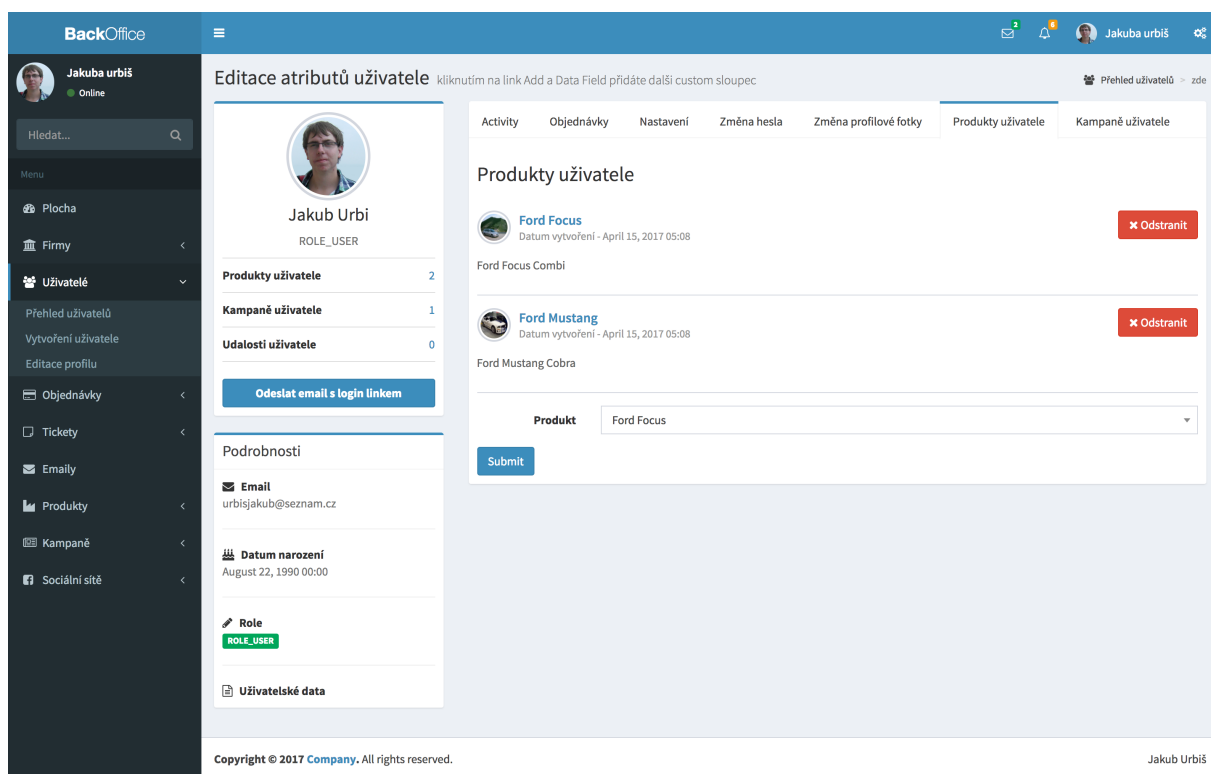 BackOffice
2
6
Jakuba urbiš
Jakuba urbiš
Online
Hledat...
Menu
Plocha
Firmy
Uživatelé
Přehled uživatelů
Vytvoření uživatele
Editace profilu
Objednávky
Tickety
Emaily
Produkty
Kampaně
Sociální sítě
Editace atributů uživatele kliknutím na link Add a Data Field přidáte další custom sloupec
Přehled uživatelů > zde
Jakub Urbi
ROLE_USER
Produkty uživatele 2
Kampaně uživatele 1
Udalosti uživatele 0
Odeslat email s login linkem
Podrobnosti
Email
urbisjakub@seznam.cz
Datum narození
August 22, 1990 00:00
Role
ROLE_USER
Uživatelské data
Activity Objednávky Nastavení Změna hesla Změna profilové fotky Produkty uživatele Kampaně uživatele
Produkty uživatele
Ford Focus
Datum vytvoření - April 15, 2017 05:08
Odstranit
Ford Focus Combi
Ford Mustang
Datum vytvoření - April 15, 2017 05:08
Odstranit
Ford Mustang Cobra
Produkt Ford Focus
Submit
Copyright © 2017 Company. All rights reserved. Jakub Urbiš